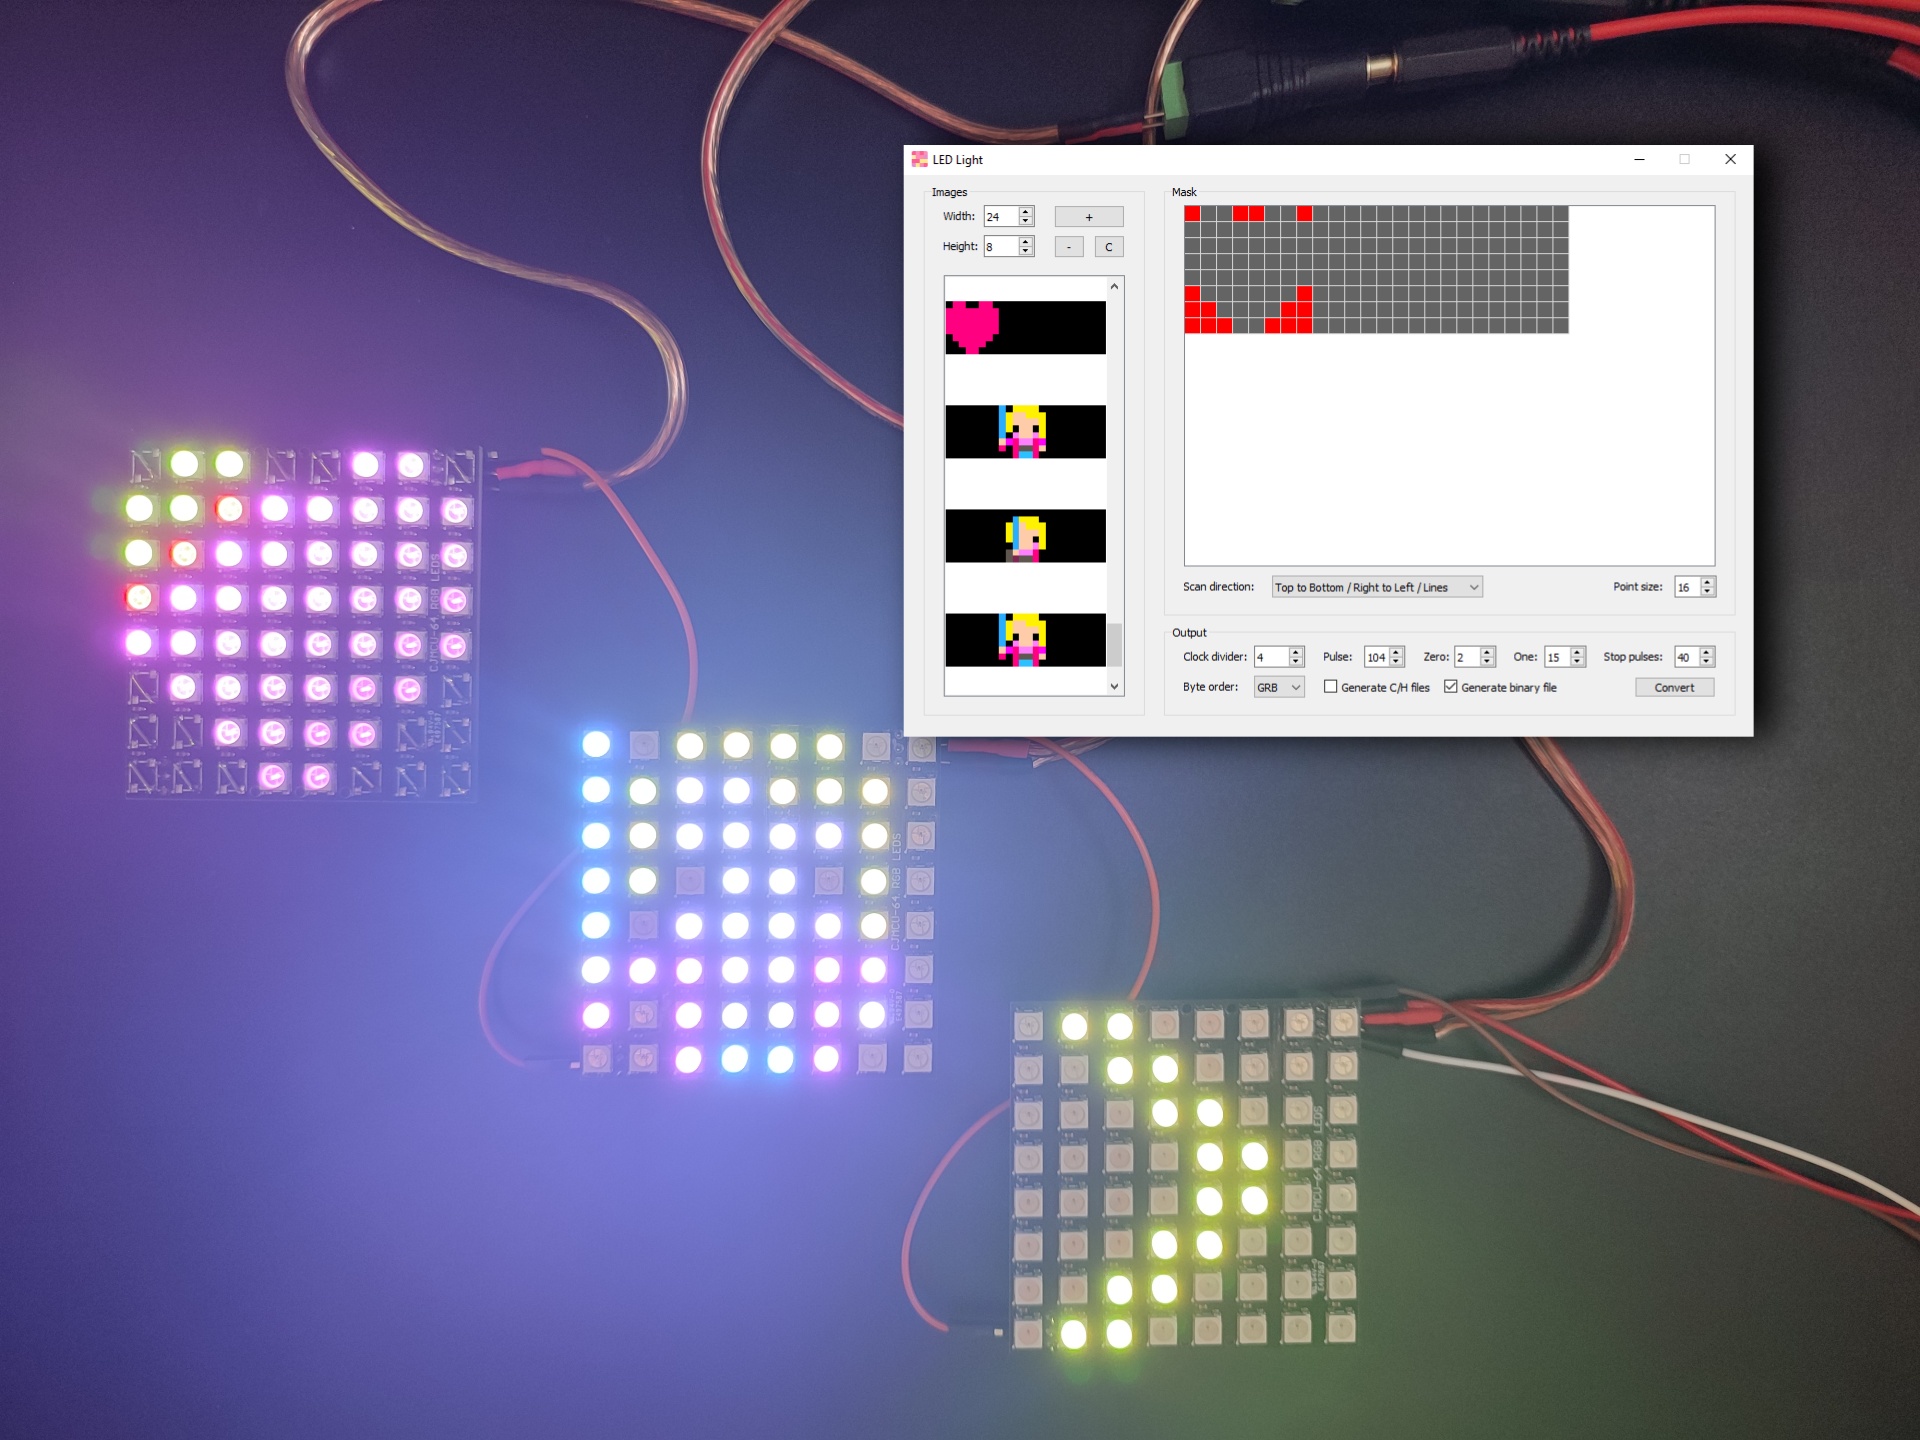 LED Light
Images
Width: 24 +
Height: 8 - C
Mask
Scan direction: Top to Bottom / Right to Left / Lines Point size: 16
Output
Clock divider: 4 Pulse: 104 Zero: 2 One: 15 Stop pulses: 40
Byte order: GRB Generate C/H files Generate binary file Convert
CJMCU-64 RGB LEDS
CJMCU-64 RGB LEDS
CJMCU-64 RGB LEDS